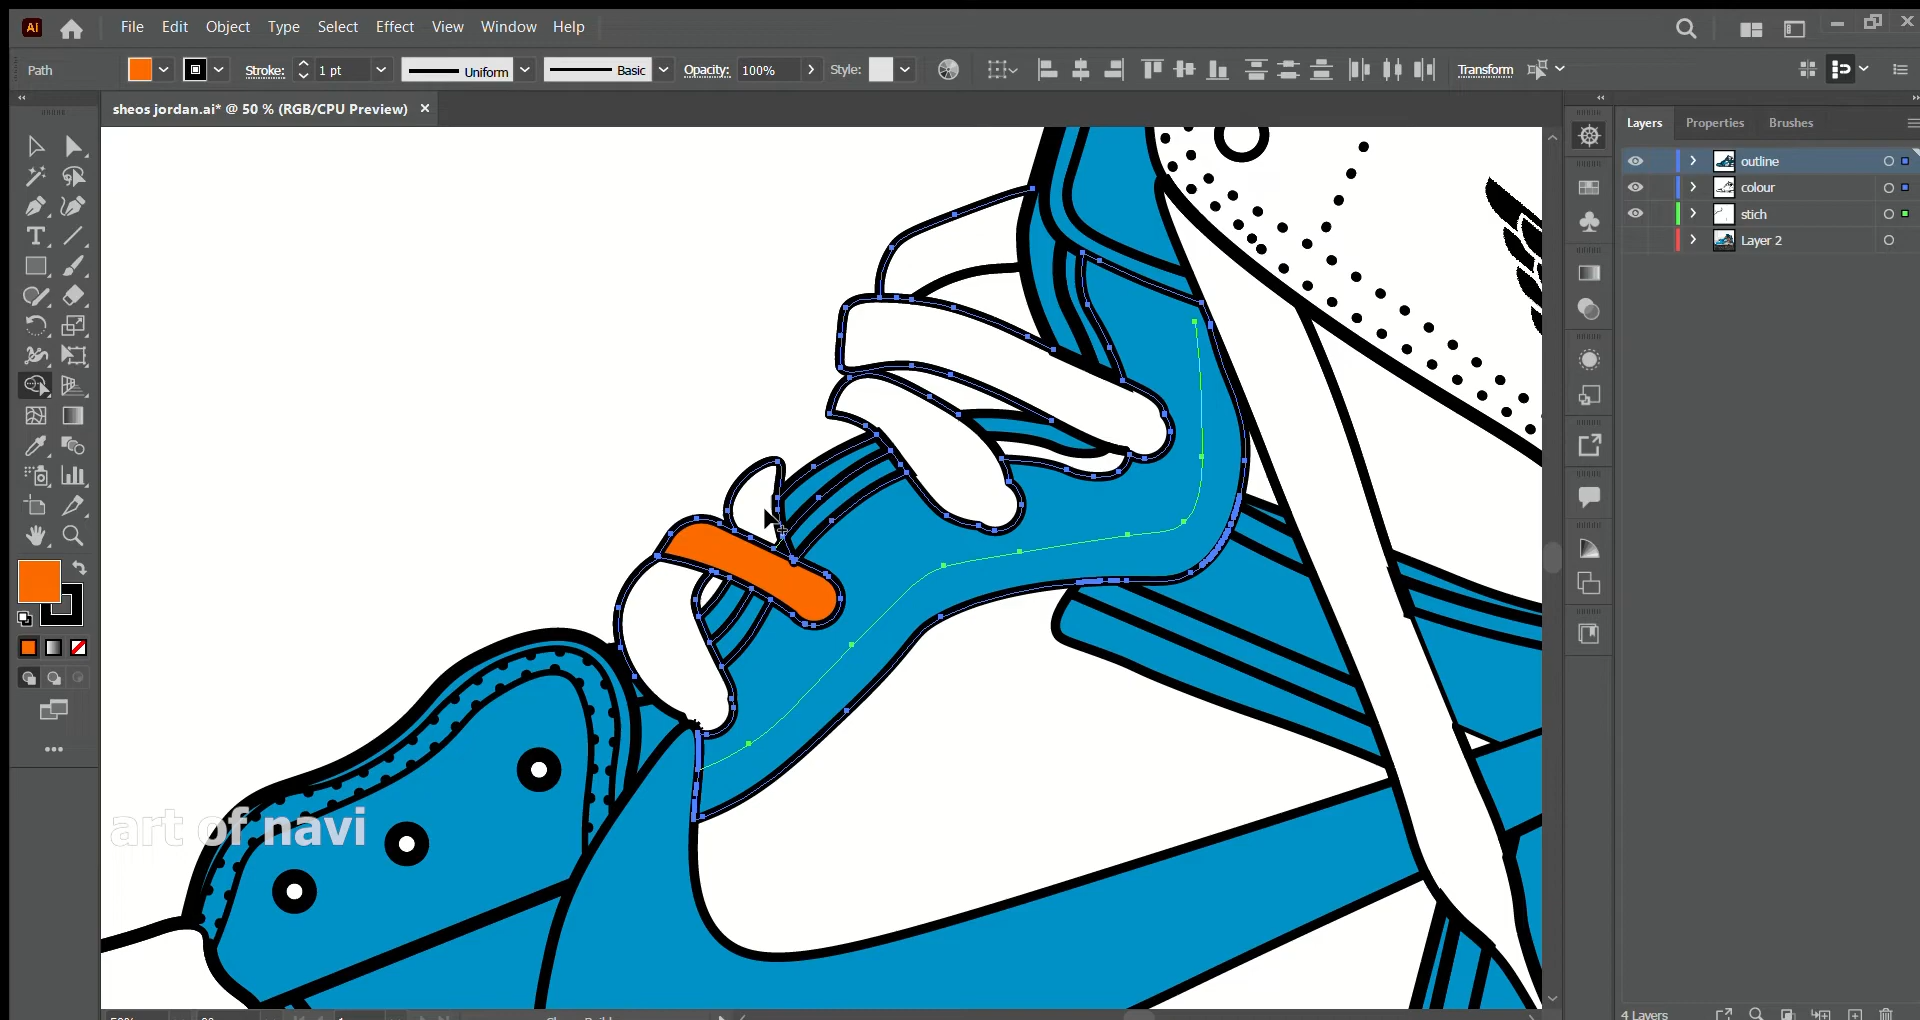 Ai File Edit Object Type Select Effect View Window Help
Path Stroke: 1 pt Uniform Basic Opacity: 100% Style: Transform
sheos jordan.ai* @ 50 % (RGB/CPU Preview) ×
Layers Properties Brushes
outline
colour
stich
Layer 2
art of navi
4 Layers